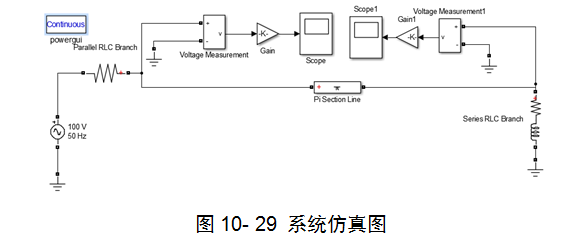 Continuous
powergui
Parallel RLC Branch
+
-
v
Voltage Measurement
-K-
Gain
Scope
Scope1
-K-
Gain1
Voltage Measurement1
v
+
-
+
Pi Section Line
+
Series RLC Branch
+
100 V
50 Hz
图 10- 29 系统仿真图